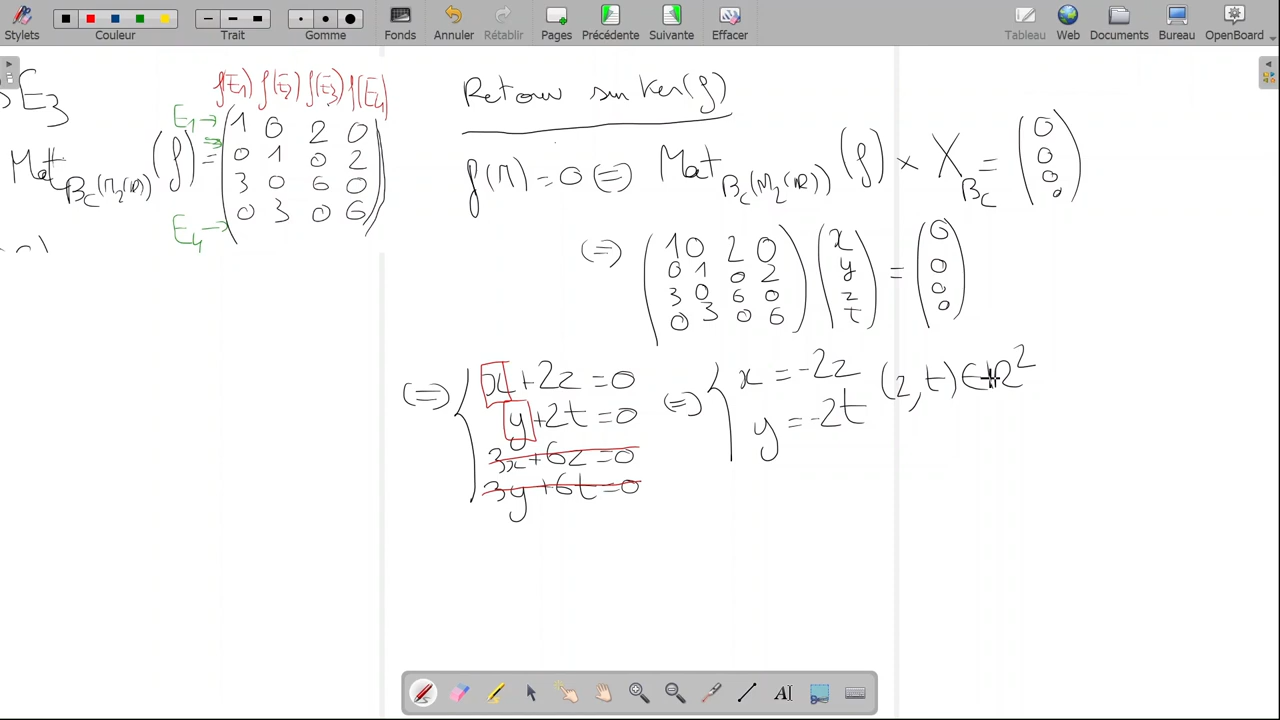 Stylets Couleur Trait Gomme Fonds Annuler Rétablir Pages Précédente Suivante Effacer Tableau Web Documents Bureau OpenBoard
E3
f(E1) f(E2) f(E3) f(E4)
E1→ 1 0 2 0
Mat Bc(M2(R)) (f) = 0 1 0 2
3 0 6 0
E4→ 0 3 0 6
Retour sur Ker(f)
f(M)=0 (=) Mat Bc(M2(R)) (f) × X Bc = (0 0 0 0)
(=) (1 0 2 0 (x (0
0 1 0 2 y = 0
3 0 6 0 z 0
0 3 0 6) t) 0)
(=) { x+2z=0 (=) { x=-2z (z,t)∈R²
y+2t=0 y=-2t
3x+6z=0
3y+6t=0
AI